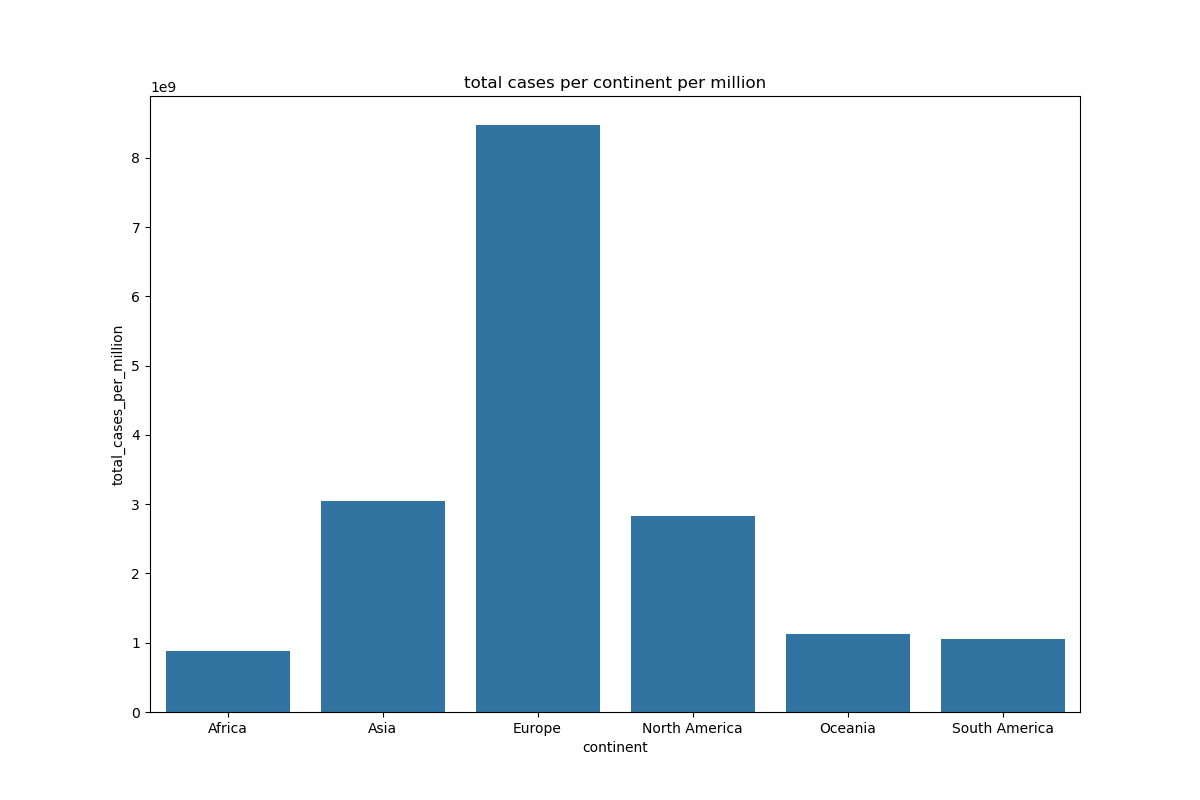 total cases per continent per million
1e9
8
7
6
5
4
3
2
1
0
total_cases_per_million
Africa Asia Europe North America Oceania South America
continent